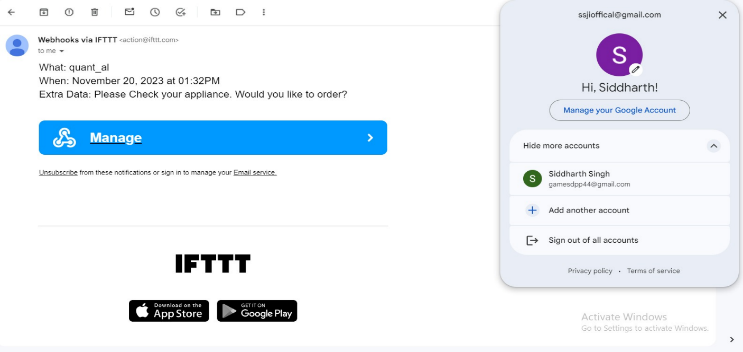 Webhooks via IFTTT <action@ifttt.com>
to me
What: quant_al
When: November 20, 2023 at 01:32PM
Extra Data: Please Check your appliance. Would you like to order?
Manage
Unsubscribe from these notifications or sign in to manage your Email service.
IFTTT
Download on the
App Store
GET IT ON
Google Play
ssjioffical@gmail.com
S
Hi, Siddharth!
Manage your Google Account
Hide more accounts
S
Siddharth Singh
gamesdpp44@gmail.com
Add another account
Sign out of all accounts
Privacy policy • Terms of service
Activate Windows
Go to Settings to activate Windows.